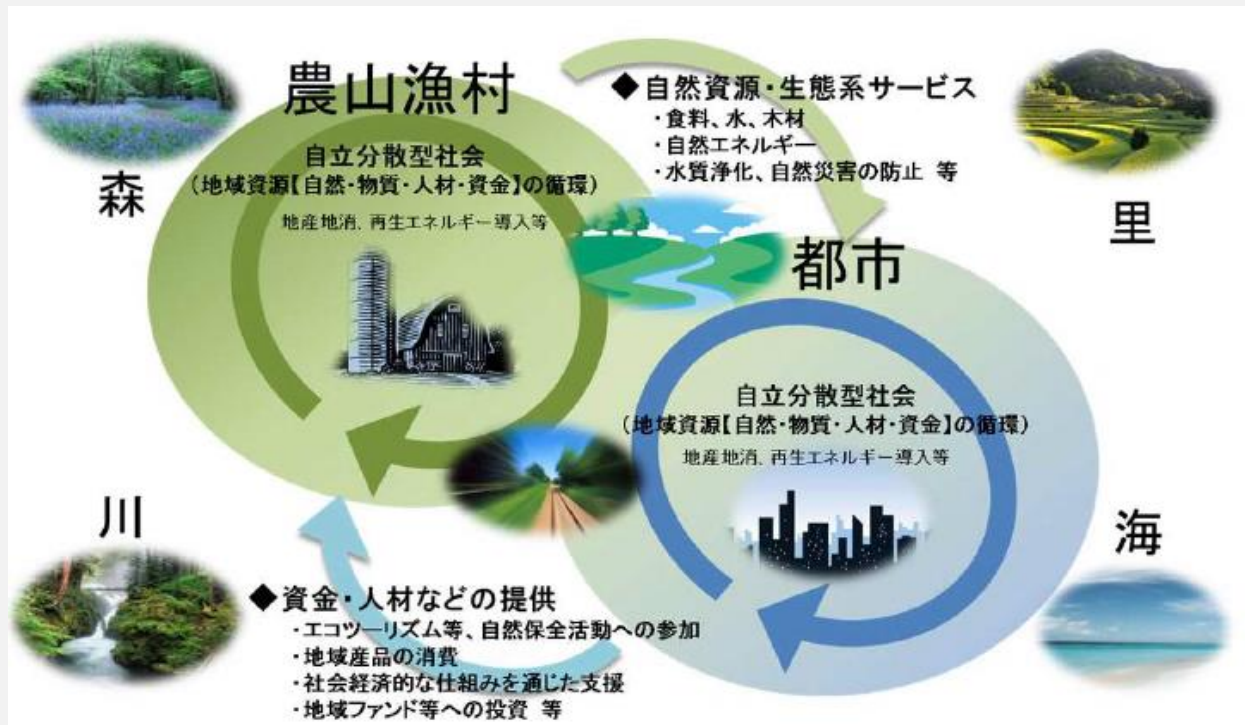 農山漁村
森
自立分散型社会
(地域資源【自然・物質・人材・資金】の循環)
地産地消、再生エネルギー導入等
◆自然資源・生態系サービス
・食料、水、木材
・自然エネルギー
・水質浄化、自然災害の防止 等
里
都市
自立分散型社会
(地域資源【自然・物質・人材・資金】の循環)
地産地消、再生エネルギー導入等
川
海
◆資金・人材などの提供
・エコツーリズム等、自然保全活動への参加
・地域産品の消費
・社会経済的な仕組みを通じた支援
・地域ファンド等への投資 等